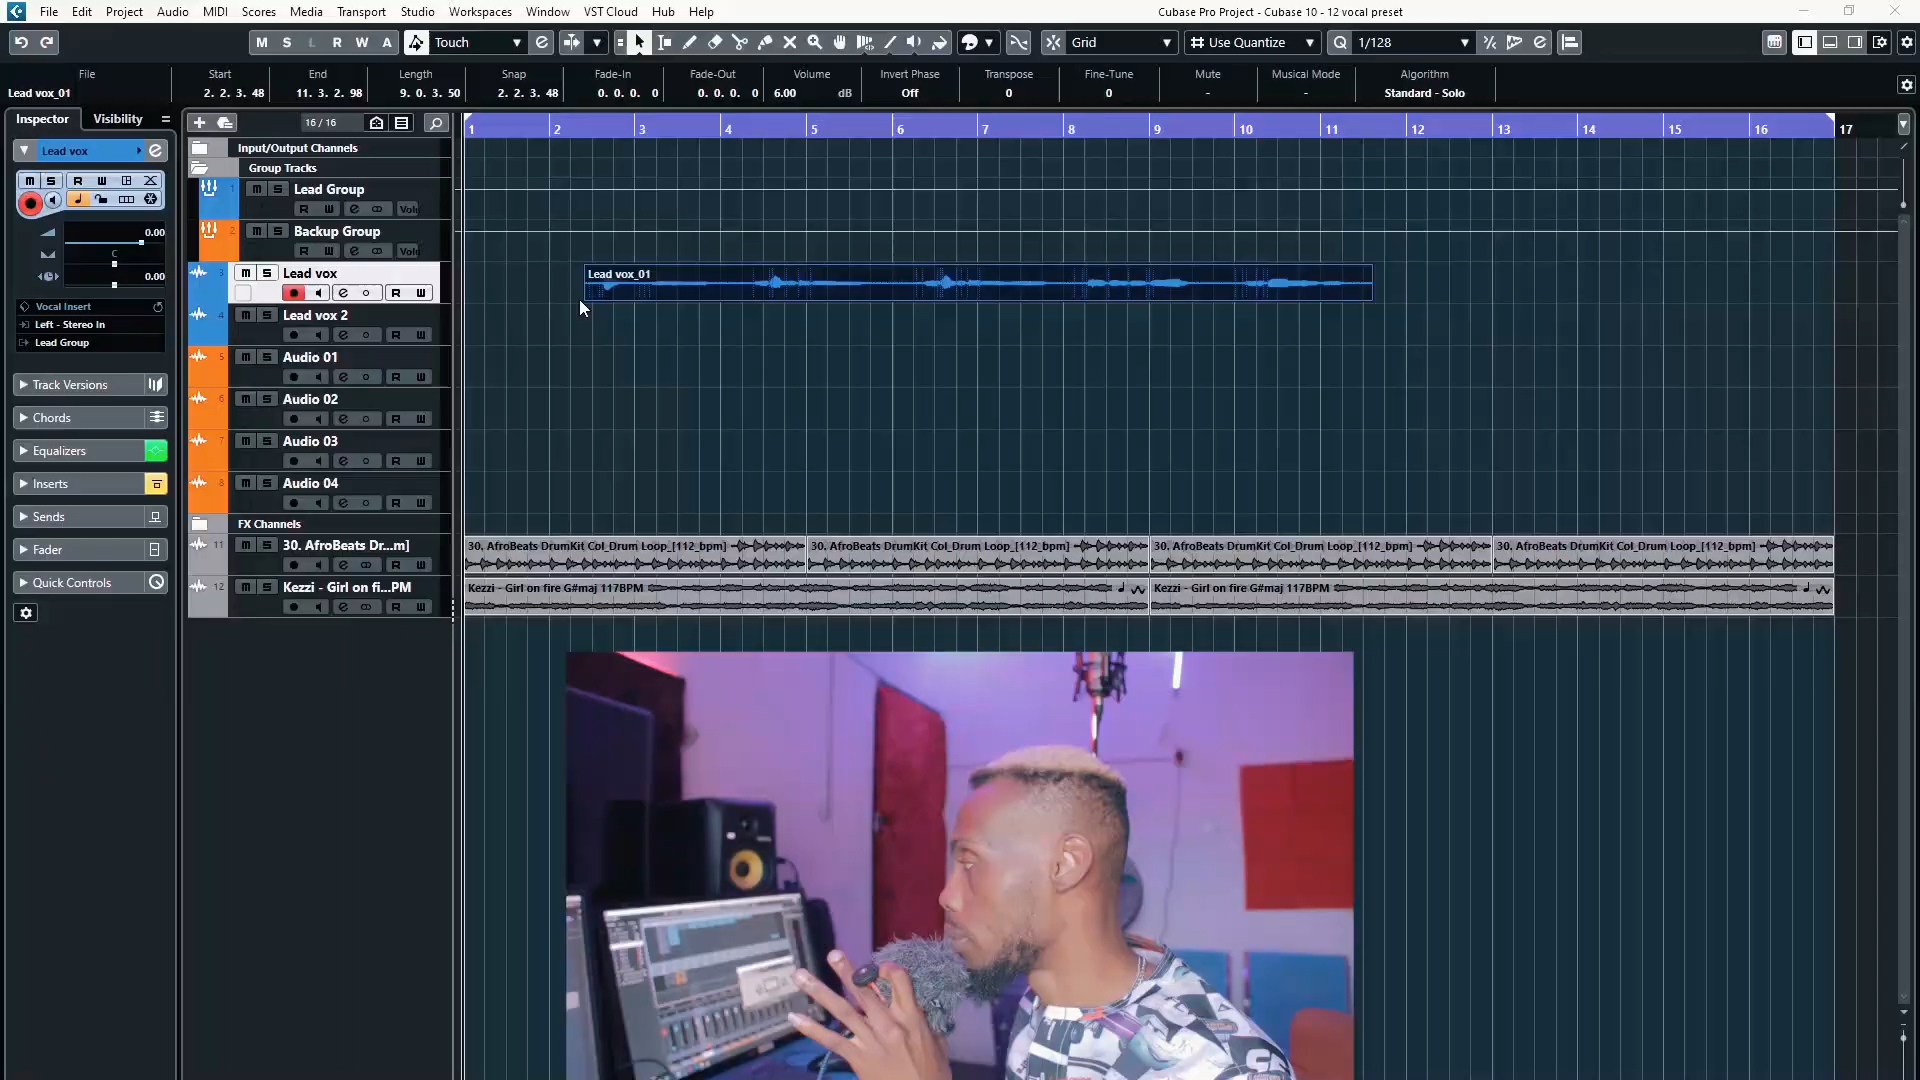 File Edit Project Audio MIDI Scores Media Transport Studio Workspaces Window VST Cloud Hub Help
Cubase Pro Project - Cubase 10 - 12 vocal preset
M S L R W A Touch Grid Use Quantize Q 1/128
File Start End Length Snap Fade-In Fade-Out Volume Invert Phase Transpose Fine-Tune Mute Musical Mode Algorithm
Lead vox_01 2. 2. 3. 48 11. 3. 2. 98 9. 0. 3. 50 2. 2. 3. 48 0. 0. 0. 0 0. 0. 0. 0 6.00 dB Off 0 0 - - Standard - Solo
Inspector Visibility
16 / 16
1 2 3 4 5 6 7 8 9 10 11 12 13 14 15 16 17
Lead vox
0.00
C
0.00
Vocal Insert
Left - Stereo In
Lead Group
Track Versions
Chords
Equalizers
Inserts
Sends
Fader
Quick Controls
Input/Output Channels
Group Tracks
1 Lead Group
2 Backup Group
3 Lead vox
Lead vox_01
4 Lead vox 2
5 Audio 01
6 Audio 02
7 Audio 03
8 Audio 04
FX Channels
11 30. AfroBeats Dr...m]
30. AfroBeats DrumKit Col_Drum Loop_[112_bpm] 30. AfroBeats DrumKit Col_Drum Loop_[112_bpm] 30. AfroBeats DrumKit Col_Drum Loop_[112_bpm] 30. AfroBeats DrumKit Col_Drum Loop_[112_bpm]
12 Kezzi - Girl on fi...PM
Kezzi - Girl on fire G#maj 117BPM Kezzi - Girl on fire G#maj 117BPM